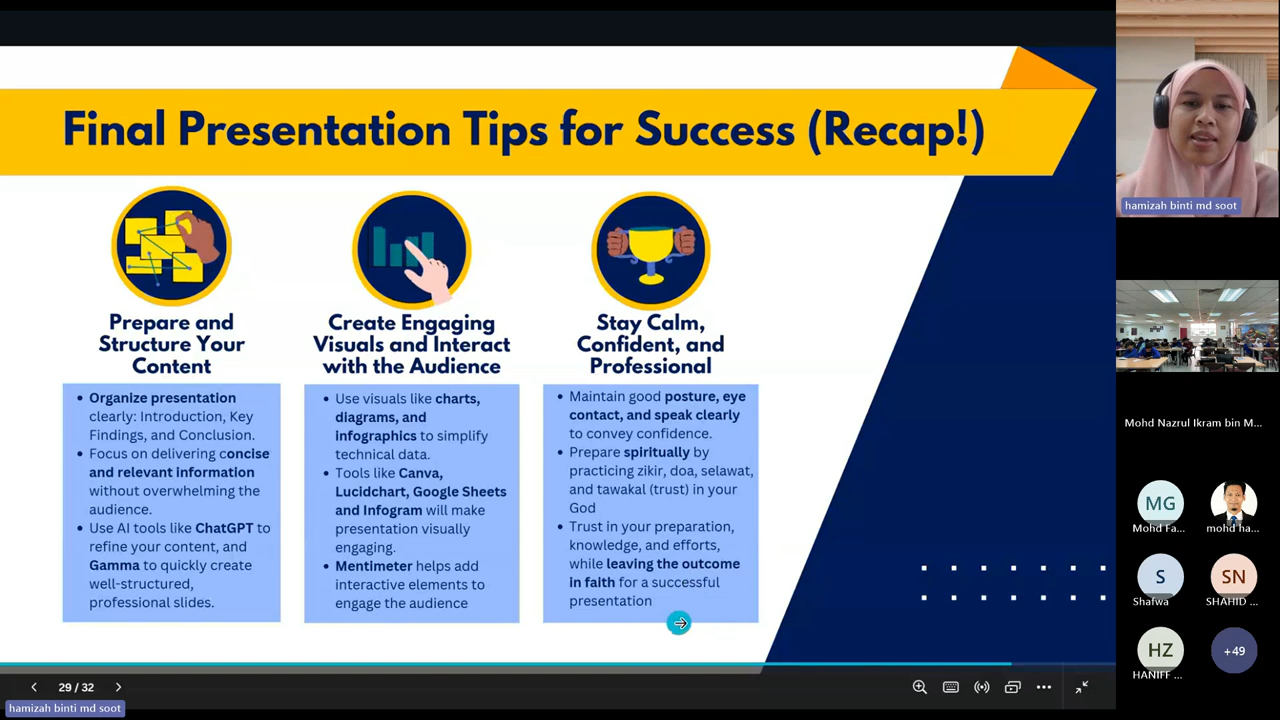 Final Presentation Tips for Success (Recap!)
Prepare and
Structure Your
Content
• Organize presentation
clearly: Introduction, Key
Findings, and Conclusion.
• Focus on delivering concise
and relevant information
without overwhelming the
audience.
• Use AI tools like ChatGPT to
refine your content, and
Gamma to quickly create
well-structured,
professional slides.
Create Engaging
Visuals and Interact
with the Audience
• Use visuals like charts,
diagrams, and
infographics to simplify
technical data.
• Tools like Canva,
Lucidchart, Google Sheets
and Infogram will make
presentation visually
engaging.
• Mentimeter helps add
interactive elements to
engage the audience
Stay Calm,
Confident, and
Professional
• Maintain good posture, eye
contact, and speak clearly
to convey confidence.
• Prepare spiritually by
practicing zikir, doa, selawat,
and tawakal (trust) in your
God
• Trust in your preparation,
knowledge, and efforts,
while leaving the outcome
in faith for a successful
presentation
29 / 32
hamizah binti md soot
hamizah binti md soot
Mohd Nazrul Ikram bin M...
MG
Mohd Fa...
mohd ha...
S
Shafwa
SN
SHAHID ...
HZ
HANIFF ...
+49